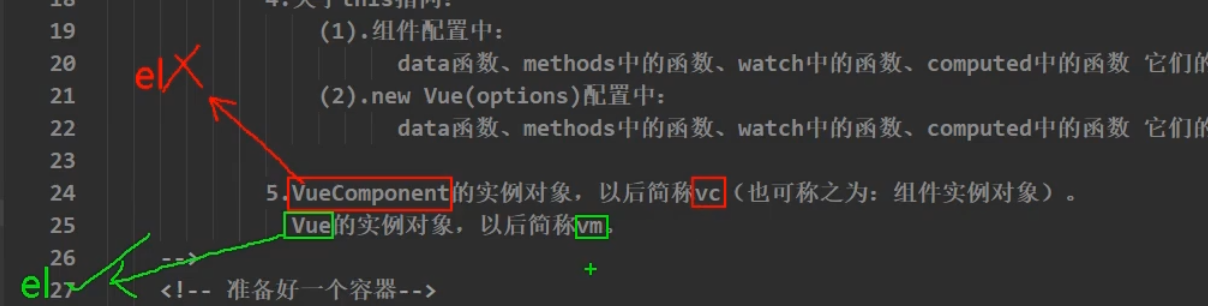 18 4.关于this指向:
19 (1).组件配置中:
el
20 data函数、methods中的函数、watch中的函数、computed中的函数 它们的
21 (2).new Vue(options)配置中:
22 data函数、methods中的函数、watch中的函数、computed中的函数 它们的
23
24 5.VueComponent的实例对象，以后简称vc（也可称之为：组件实例对象）。
25 Vue的实例对象，以后简称vm。
26 -->
el
27 <!-- 准备好一个容器-->